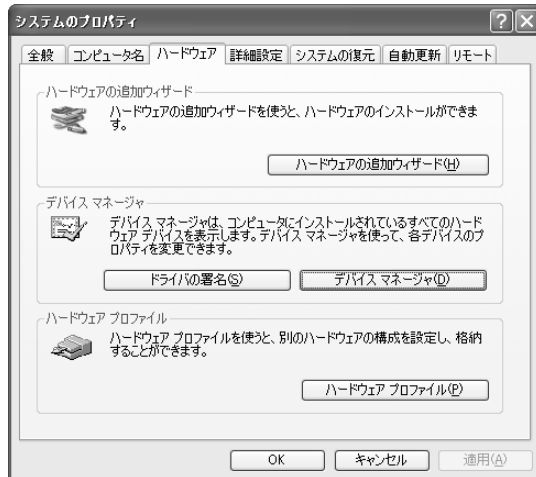 システムのプロパティ
全般 コンピュータ名 ハードウェア 詳細設定 システムの復元 自動更新 リモート
ハードウェアの追加ウィザード
ハードウェアの追加ウィザードを使うと、ハードウェアのインストールができま
す。
ハードウェアの追加ウィザード(H)
デバイス マネージャ
デバイス マネージャは、コンピュータにインストールされているすべてのハード
ウェア デバイスを表示します。デバイス マネージャを使って、各デバイスのプ
ロパティを変更できます。
ドライバの署名(S) デバイス マネージャ(D)
ハードウェア プロファイル
ハードウェア プロファイルを使うと、別のハードウェアの構成を設定し、格納
することができます。
ハードウェア プロファイル(P)
OK キャンセル 適用(A)